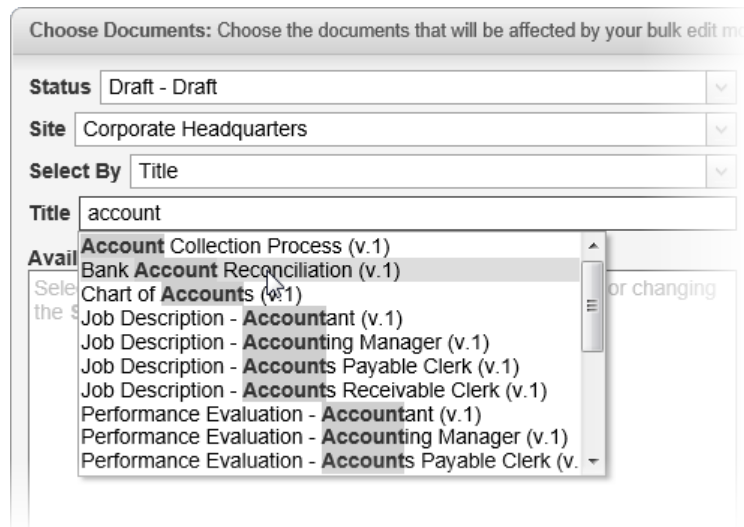 Choose Documents: Choose the documents that will be affected by your bulk edit
Status Draft - Draft
Site Corporate Headquarters
Select By Title
Title account
Avail
Account Collection Process (v.1)
Bank Account Reconciliation (v.1)
Sele or changing
Chart of Accounts (v.1)
the S
Job Description - Accountant (v.1)
Job Description - Accounting Manager (v.1)
Job Description - Accounts Payable Clerk (v.1)
Job Description - Accounts Receivable Clerk (v.1)
Performance Evaluation - Accountant (v.1)
Performance Evaluation - Accounting Manager (v.1)
Performance Evaluation - Accounts Payable Clerk (v.